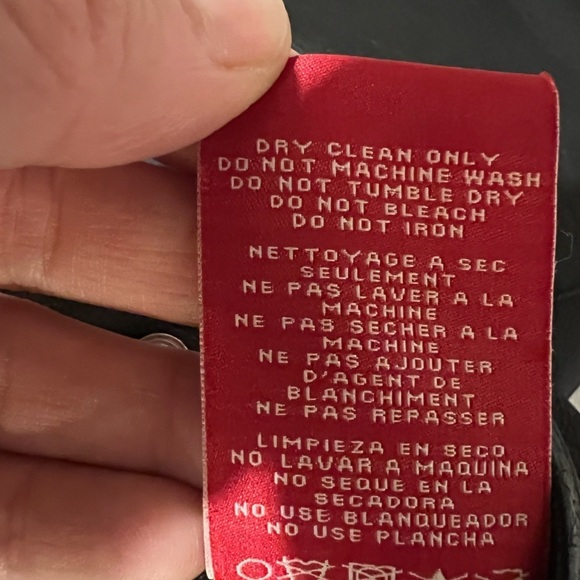 DRY CLEAN ONLY
DO NOT MACHINE WASH
DO NOT TUMBLE DRY
DO NOT BLEACH
DO NOT IRON
NETTOYAGE A SEC
SEULEMENT
NE PAS LAVER A LA
MACHINE
NE PAS SECHER A LA
MACHINE
NE PAS AJOUTER
D'AGENT DE
BLANCHIMENT
NE PAS REPASSER
LIMPIEZA EN SECO
NO LAVAR A MAQUINA
NO SEQUE EN LA
SECADORA
NO USE BLANQUEADOR
NO USE PLANCHA